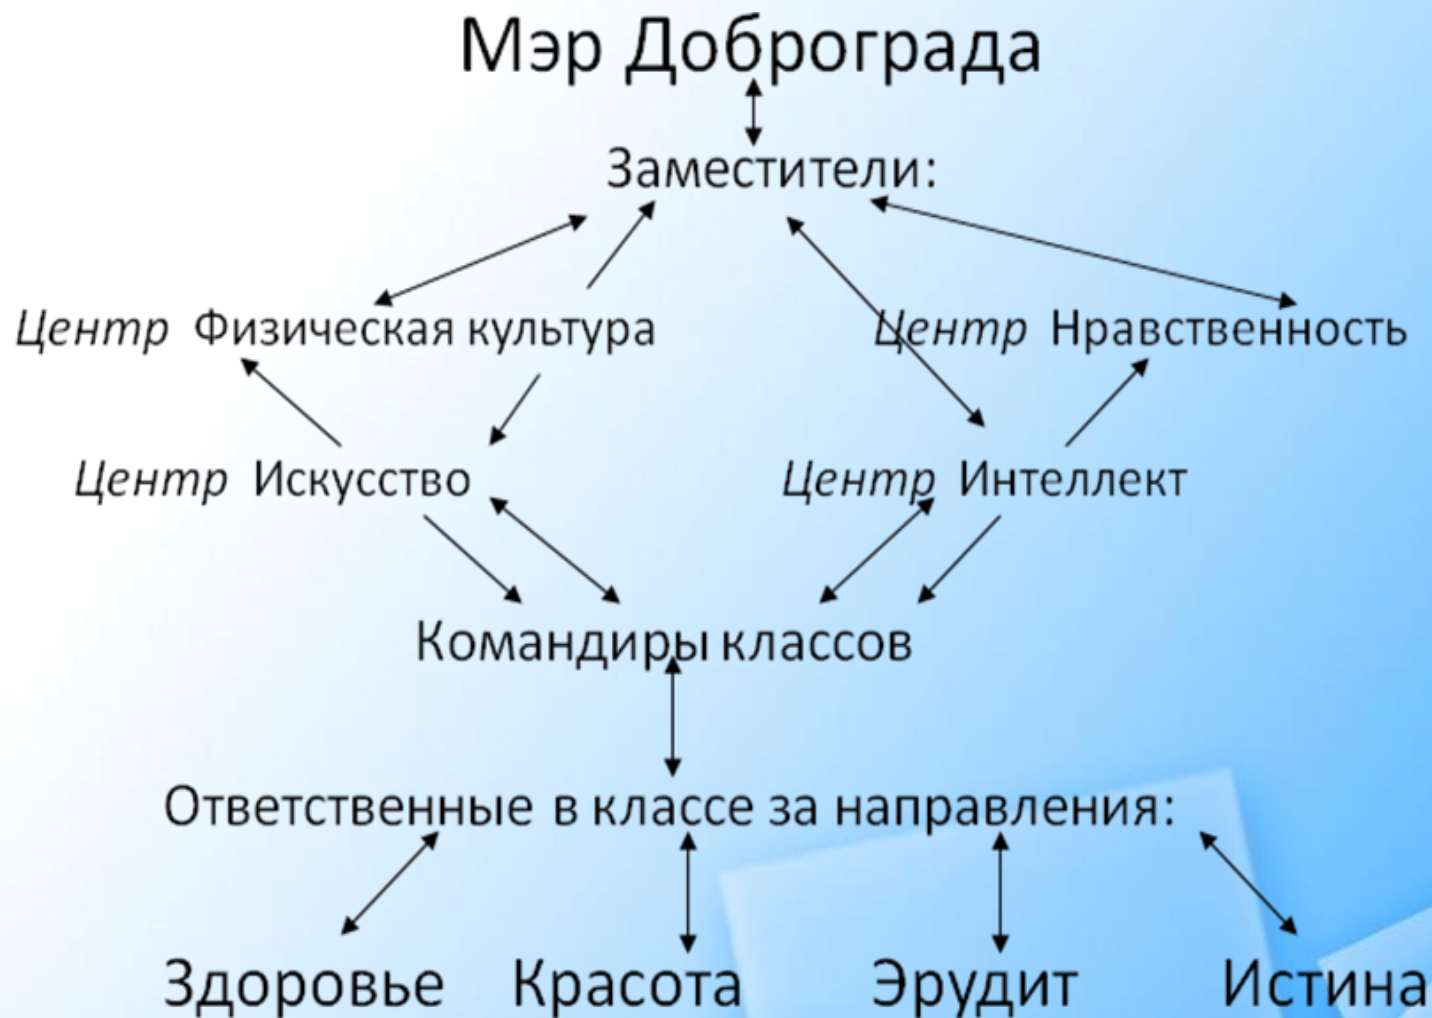 Мэр Доброграда
Заместители:
Центр Физическая культура
Центр Нравственность
Центр Искусство
Центр Интеллект
Командиры классов
Ответственные в классе за направления:
Здоровье Красота Эрудит Истина